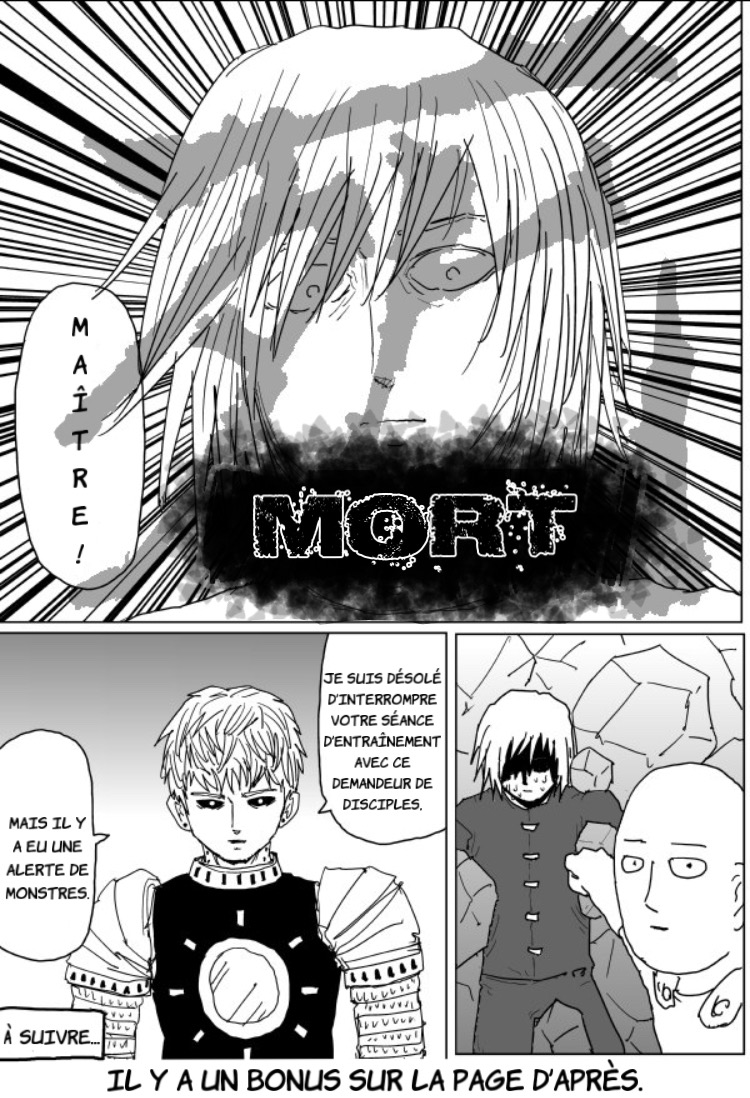 M
A
Î
T
R
E
!
MORT
JE SUIS DÉSOLÉ
D'INTERROMPRE
VOTRE SÉANCE
D'ENTRAÎNEMENT
AVEC CE
DEMANDEUR DE
DISCIPLES.
MAIS IL Y
A EU UNE
ALERTE DE
MONSTRES.
À SUIVRE...
IL Y A UN BONUS SUR LA PAGE D'APRÈS.